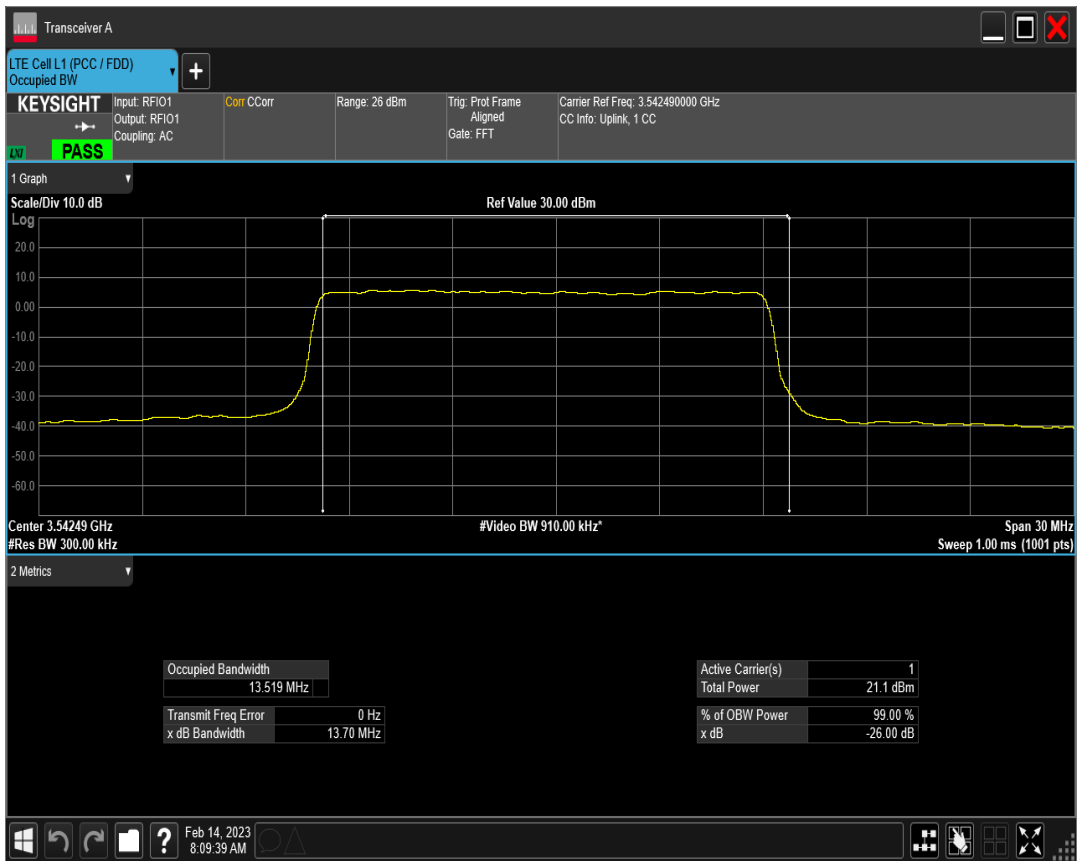 Transceiver A
LTE Cell L1 (PCC / FDD)
Occupied BW
KEYSIGHT
LXI
PASS
Input: RFIO1
Output: RFIO1
Coupling: AC
Corr CCorr
Range: 26 dBm
Trig: Prot Frame
Aligned
Gate: FFT
Carrier Ref Freq: 3.542490000 GHz
CC Info: Uplink, 1 CC
1 Graph
Scale/Div 10.0 dB
Ref Value 30.00 dBm
Log
20.0
10.0
0.00
-10.0
-20.0
-30.0
-40.0
-50.0
-60.0
Center 3.54249 GHz
#Video BW 910.00 kHz*
Span 30 MHz
#Res BW 300.00 kHz
Sweep 1.00 ms (1001 pts)
2 Metrics
Occupied Bandwidth
13.519 MHz
Active Carrier(s) 1
Total Power 21.1 dBm
Transmit Freq Error 0 Hz
x dB Bandwidth 13.70 MHz
% of OBW Power 99.00 %
x dB -26.00 dB
?
Feb 14, 2023
8:09:39 AM